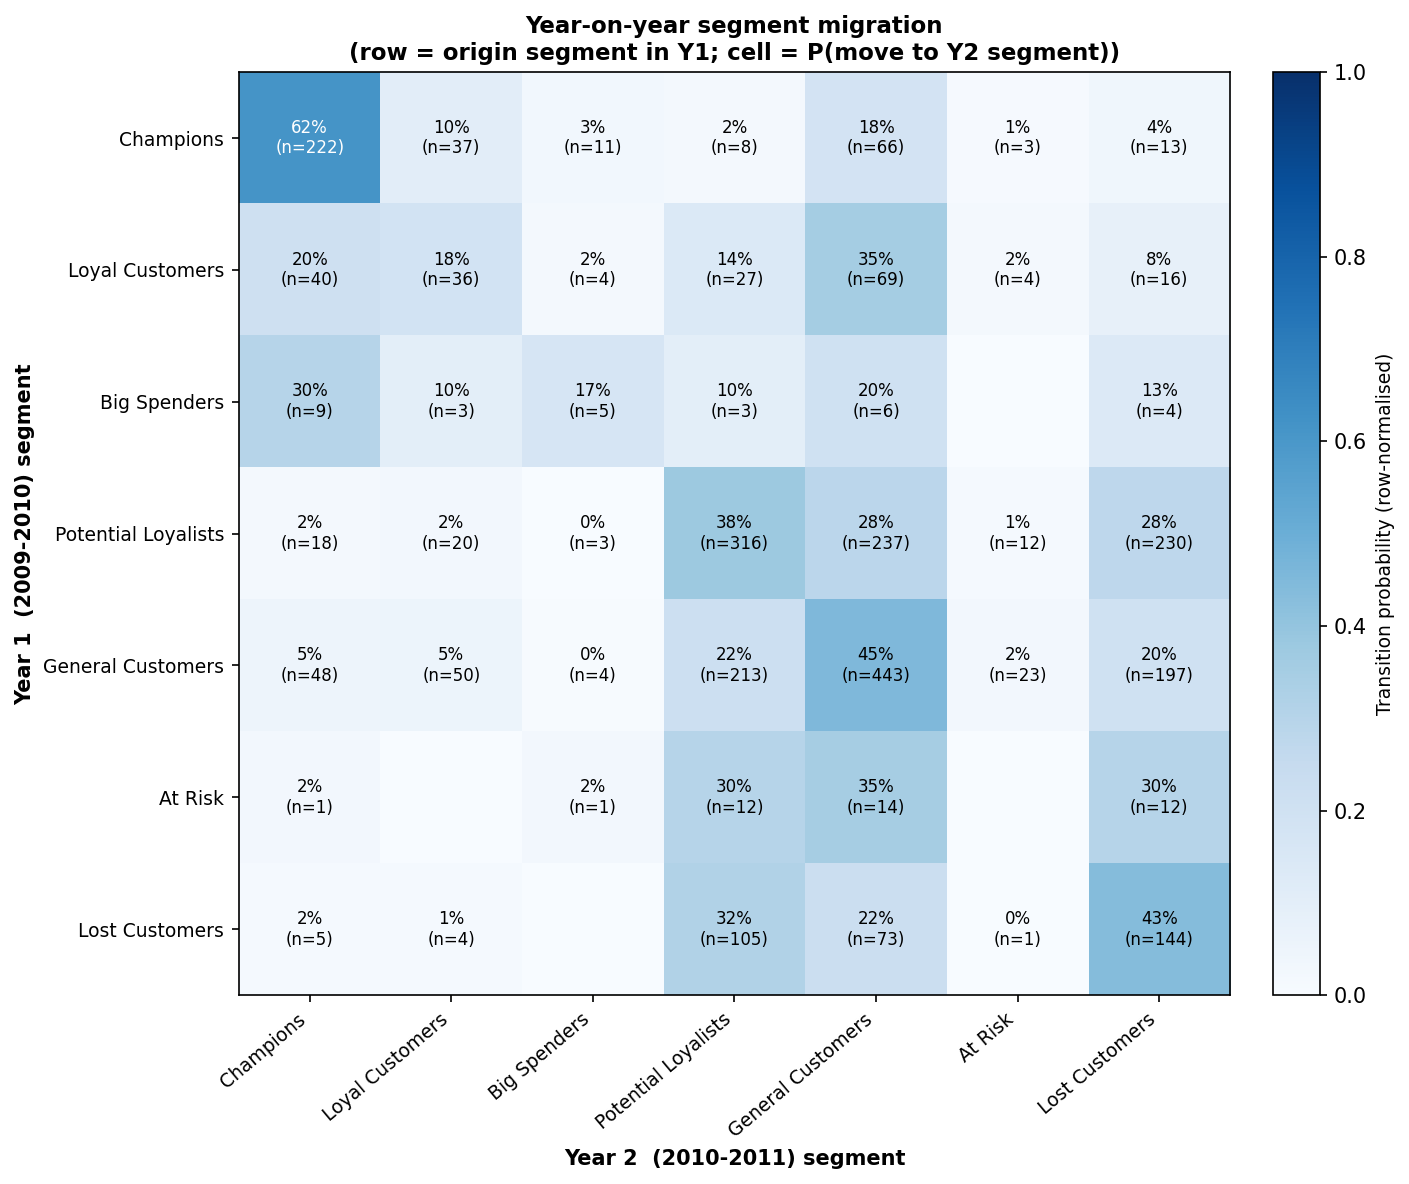 Year-on-year segment migration
(row = origin segment in Y1; cell = P(move to Y2 segment))
Year 1  (2009-2010) segment
Champions
62% 10% 3% 2% 18% 1% 4%
(n=222) (n=37) (n=11) (n=8) (n=66) (n=3) (n=13)
Loyal Customers
20% 18% 2% 14% 35% 2% 8%
(n=40) (n=36) (n=4) (n=27) (n=69) (n=4) (n=16)
Big Spenders
30% 10% 17% 10% 20% 13%
(n=9) (n=3) (n=5) (n=3) (n=6) (n=4)
Potential Loyalists
2% 2% 0% 38% 28% 1% 28%
(n=18) (n=20) (n=3) (n=316) (n=237) (n=12) (n=230)
General Customers
5% 5% 0% 22% 45% 2% 20%
(n=48) (n=50) (n=4) (n=213) (n=443) (n=23) (n=197)
At Risk
2% 2% 30% 35% 30%
(n=1) (n=1) (n=12) (n=14) (n=12)
Lost Customers
2% 1% 32% 22% 0% 43%
(n=5) (n=4) (n=105) (n=73) (n=1) (n=144)
Champions
Loyal Customers
Big Spenders
Potential Loyalists
General Customers
At Risk
Lost Customers
Year 2  (2010-2011) segment
1.0
0.8
0.6
0.4
0.2
0.0
Transition probability (row-normalised)